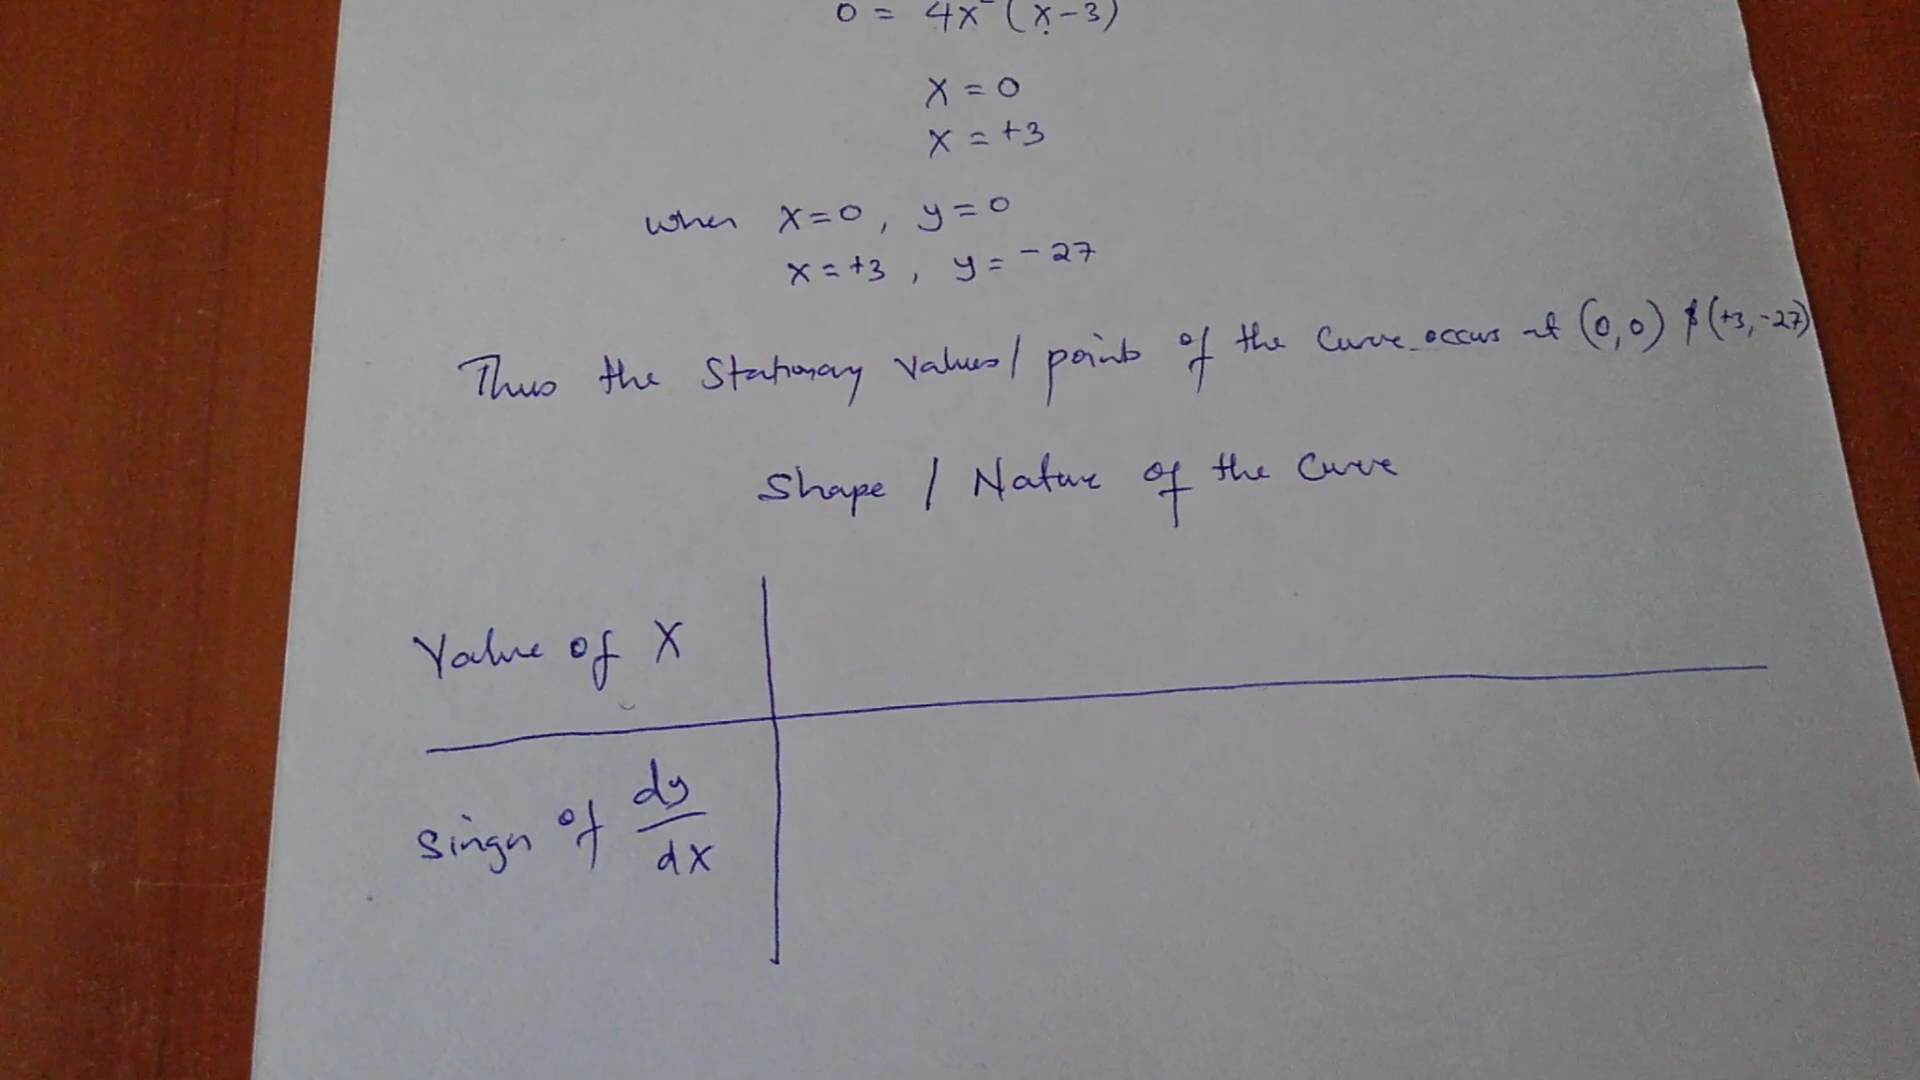 0 = 4x² (x-3)
x = 0
x = +3
when x=0, y=0
x=+3, y=-27
Thus the Stationary Values/ points of the Curve occurs at (0,0) & (+3,-27)
Shape / Nature of the Curve
Value of X
Singn of dy/dx